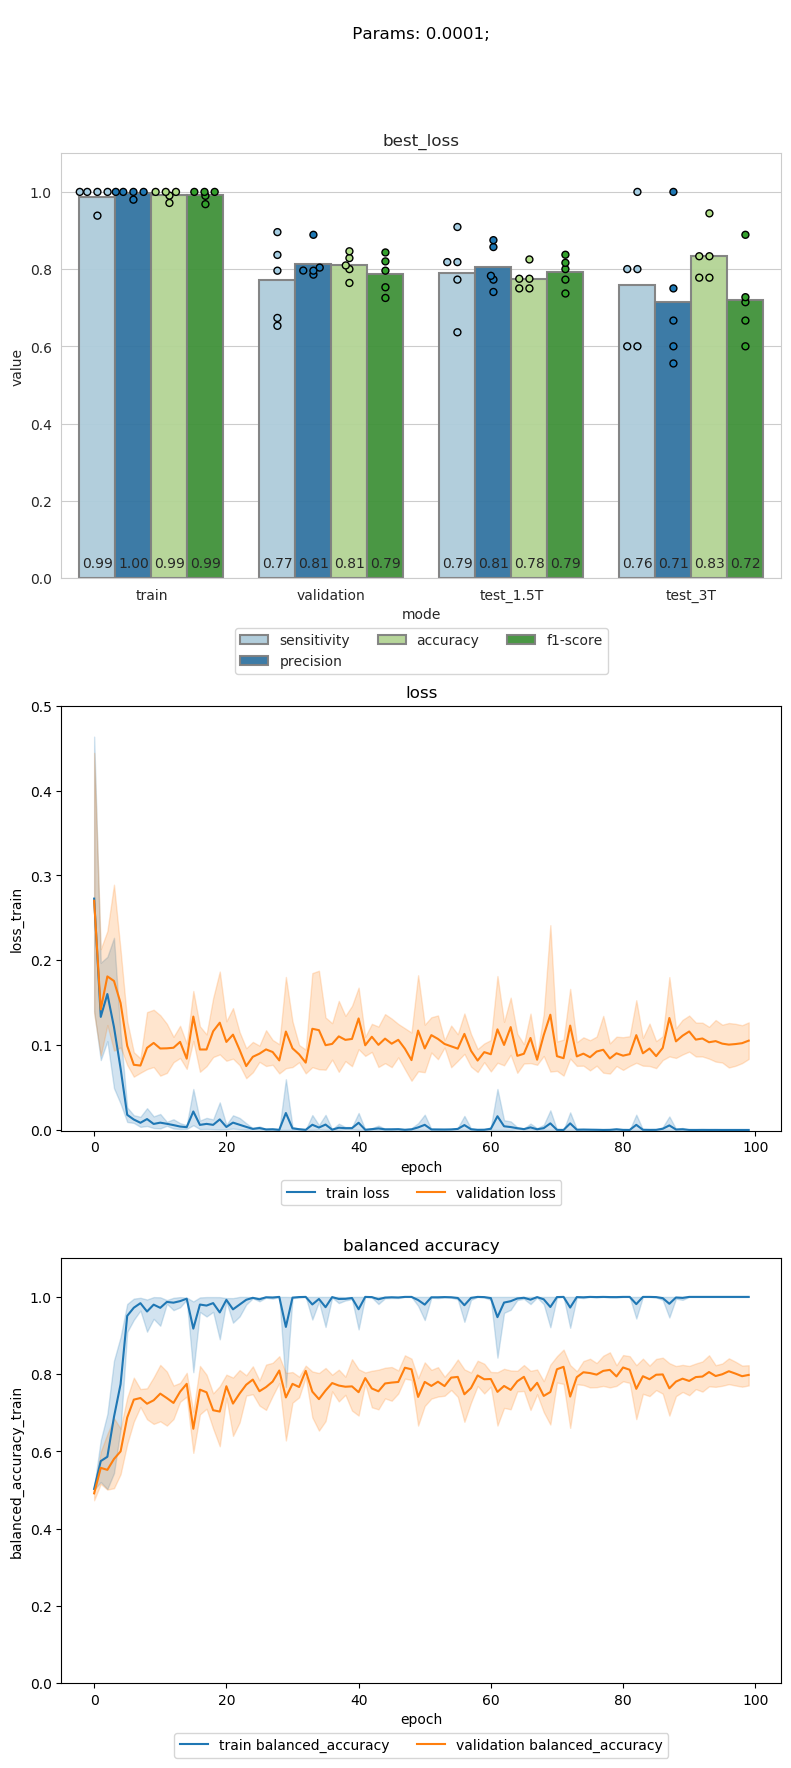 Params: 0.0001;
best_loss
1.0
0.8
0.6
0.4
0.2
0.0
value
0.99 1.00 0.99 0.99 0.77 0.81 0.81 0.79 0.79 0.81 0.78 0.79 0.76 0.71 0.83 0.72
train validation test_1.5T test_3T
mode
sensitivity accuracy f1-score
precision
loss
0.5
0.4
0.3
0.2
0.1
0.0
loss_train
0 20 40 60 80 100
epoch
train loss validation loss
balanced accuracy
1.0
0.8
0.6
0.4
0.2
0.0
balanced_accuracy_train
0 20 40 60 80 100
epoch
train balanced_accuracy validation balanced_accuracy